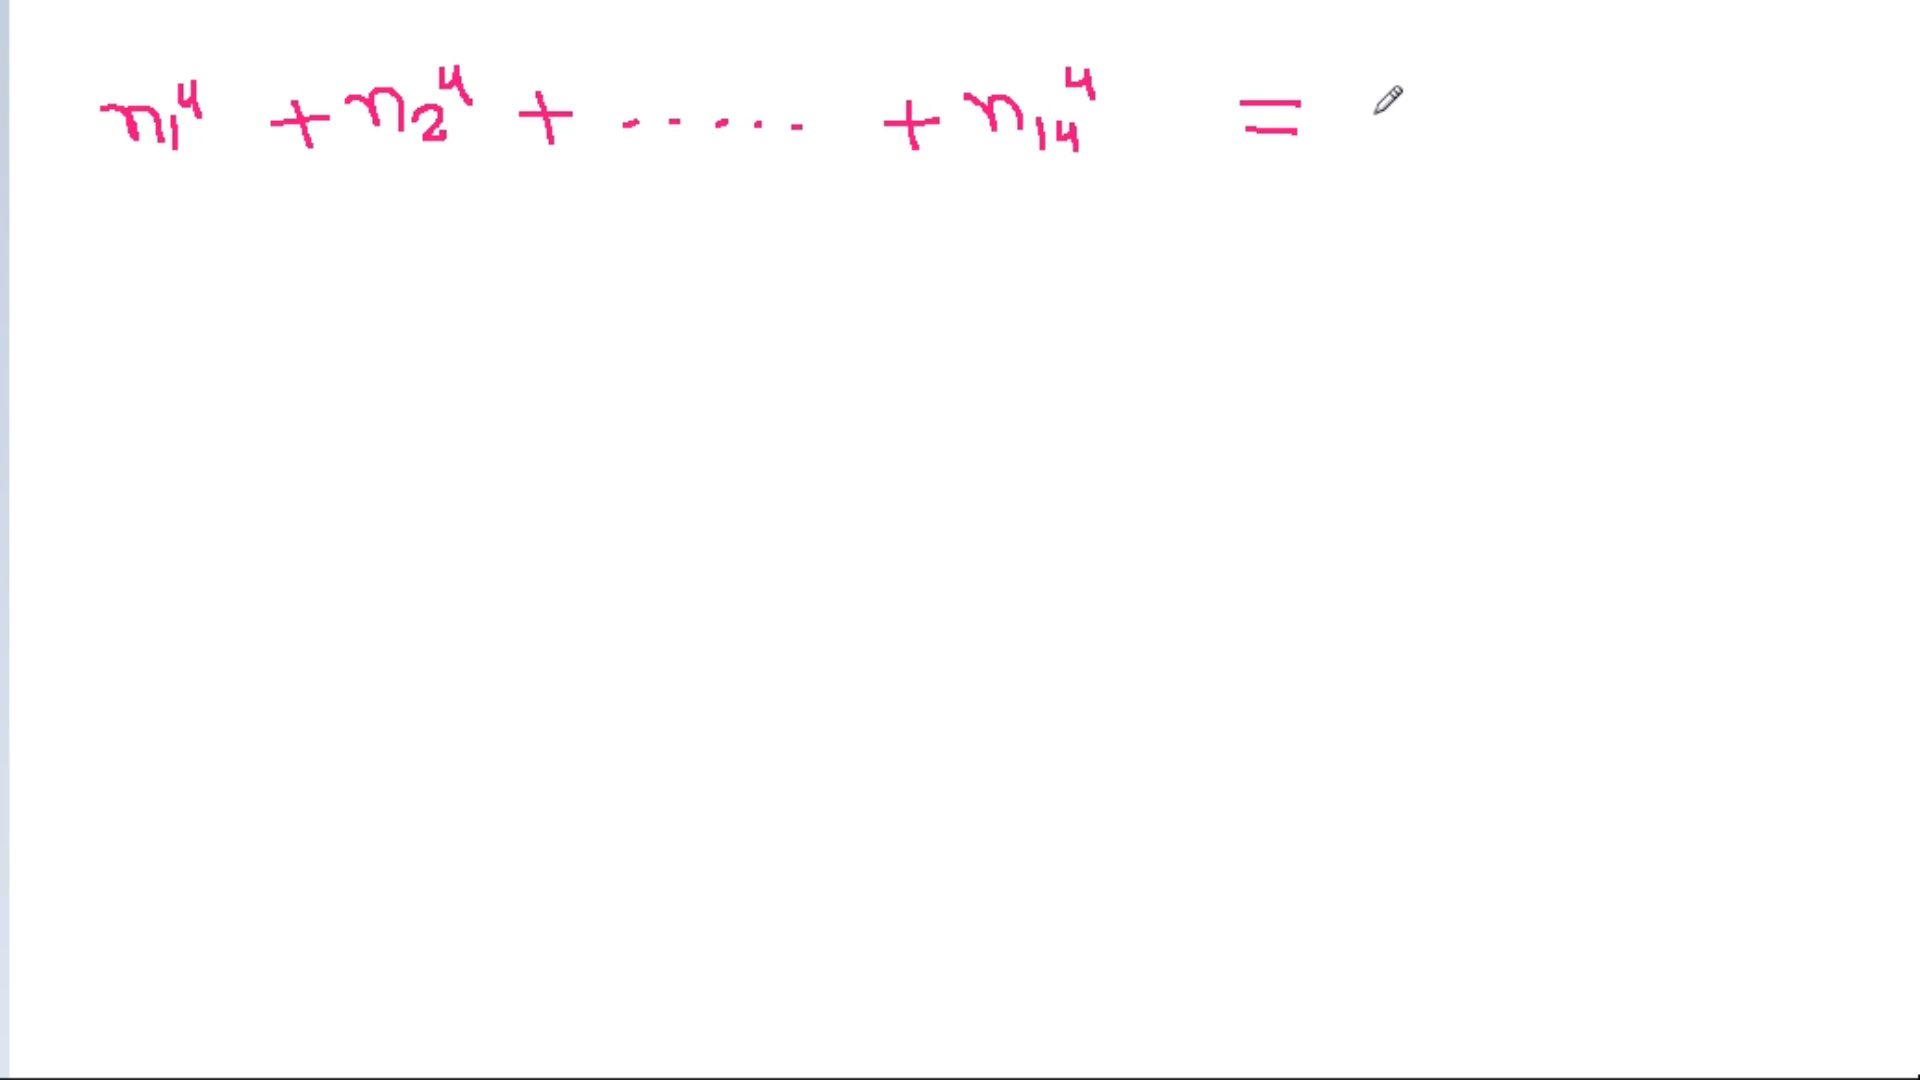 n₁⁴ + n₂⁴ + ..... + n₁₄⁴ =